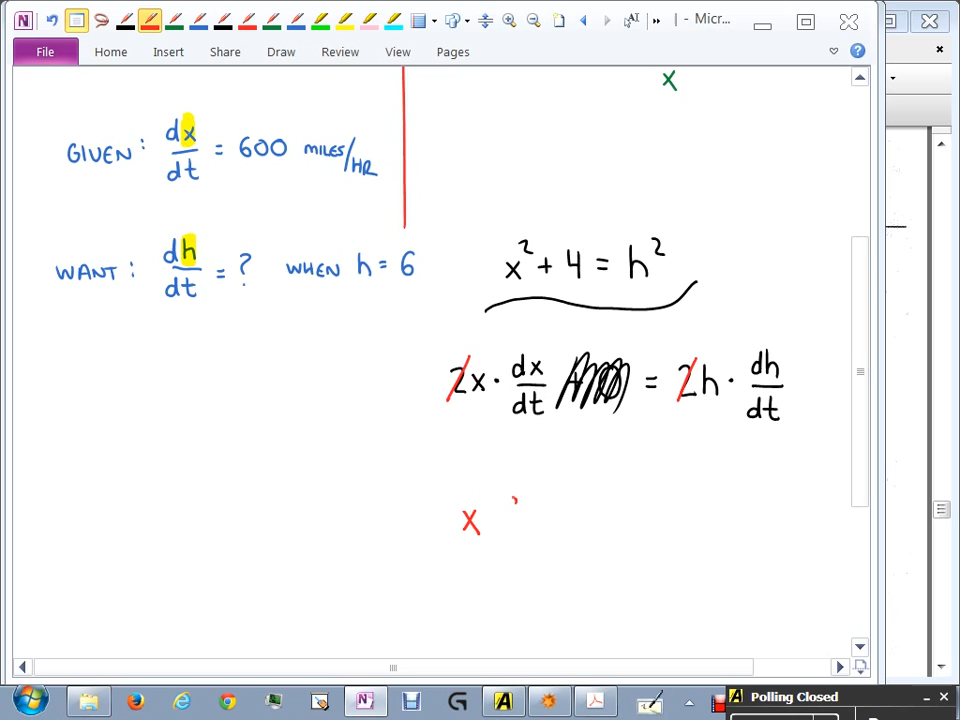 | - Micr...
File Home Insert Share Draw Review View Pages
x
GIVEN: dx/dt = 600 MILES/HR
WANT: dh/dt = ? WHEN h = 6
x² + 4 = h²
2x · dx/dt = 2h · dh/dt
x
Polling Closed